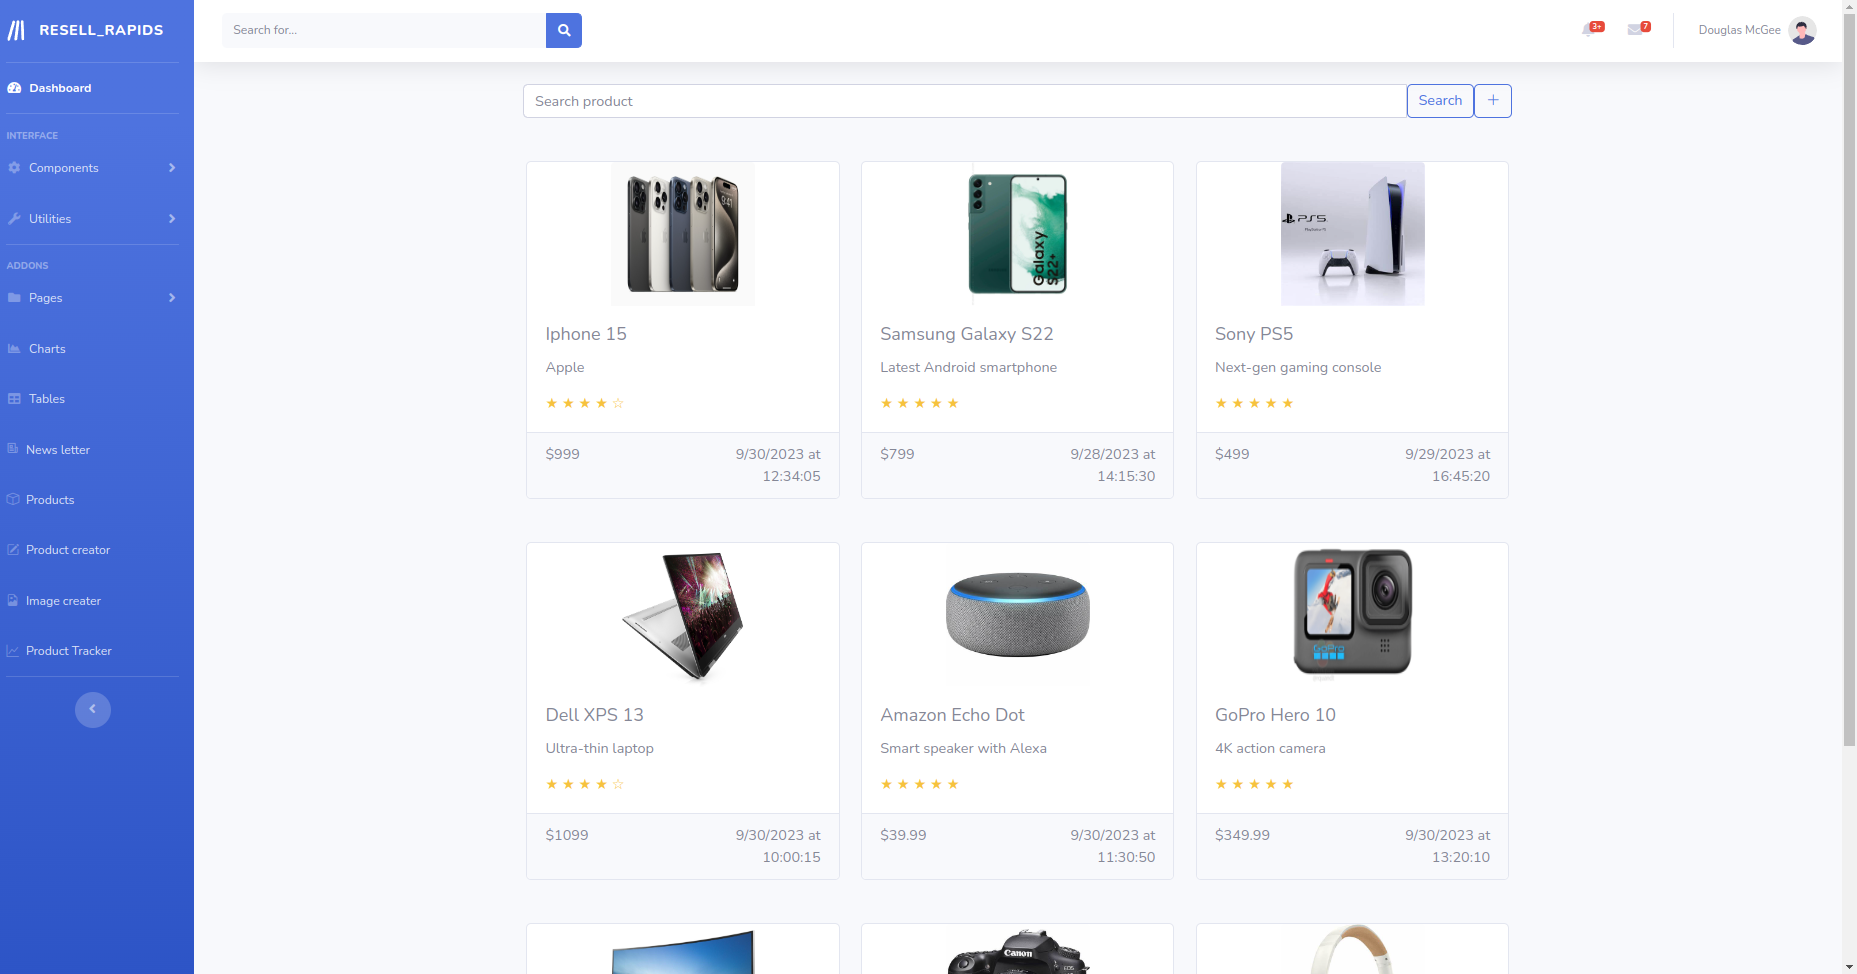 RESELL_RAPIDS
Search for...
3+
7
Douglas McGee
Dashboard
INTERFACE
Components
Utilities
ADDONS
Pages
Charts
Tables
News letter
Products
Product creator
Image creater
Product Tracker
Search product
Search
9:41
Iphone 15
Apple
★ ★ ★ ★ ☆
$999
9/30/2023 at
12:34:05
Galaxy
S22+
Samsung Galaxy S22
Latest Android smartphone
★ ★ ★ ★ ★
$799
9/28/2023 at
14:15:30
PS5
Sony PS5
Next-gen gaming console
★ ★ ★ ★ ★
$499
9/29/2023 at
16:45:20
Dell XPS 13
Ultra-thin laptop
★ ★ ★ ★ ☆
$1099
9/30/2023 at
10:00:15
Amazon Echo Dot
Smart speaker with Alexa
★ ★ ★ ★ ★
$39.99
9/30/2023 at
11:30:50
GoPro
GoPro Hero 10
4K action camera
★ ★ ★ ★ ★
$349.99
9/30/2023 at
13:20:10
Canon
EOS